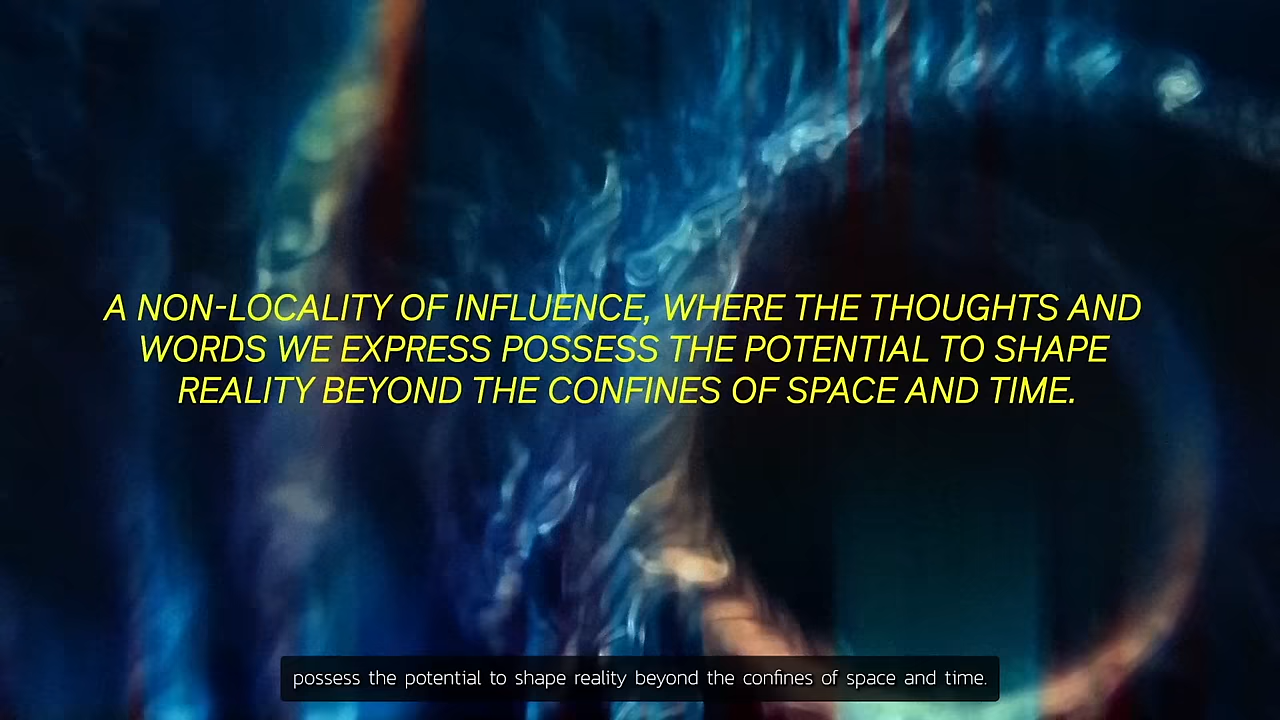 A NON-LOCALITY OF INFLUENCE, WHERE THE THOUGHTS AND
WORDS WE EXPRESS POSSESS THE POTENTIAL TO SHAPE
REALITY BEYOND THE CONFINES OF SPACE AND TIME.
possess the potential to shape reality beyond the confines of space and time.